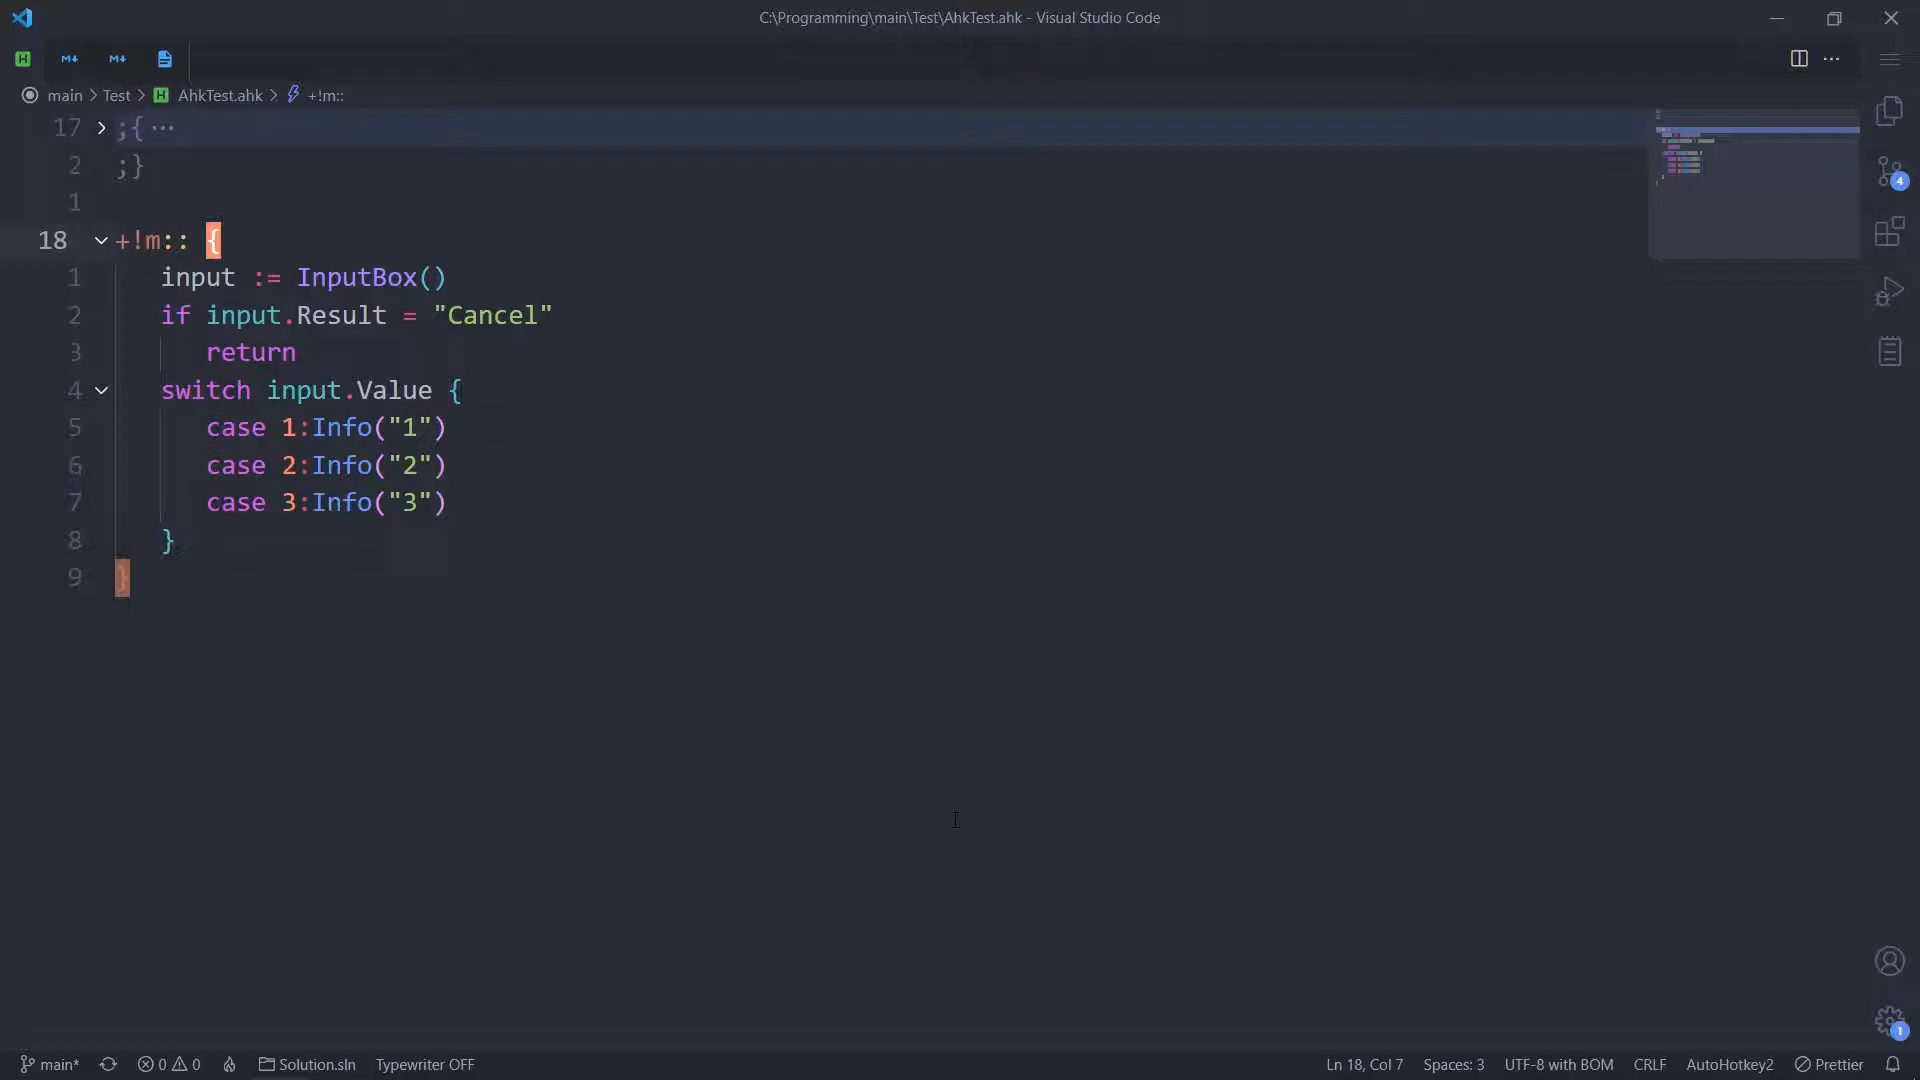 C:\Programming\main\Test\AhkTest.ahk - Visual Studio Code
main > Test > AhkTest.ahk > +!m::
17 ;{ ···
2 ;}
1
18 +!m:: {
1 input := InputBox()
2 if input.Result = "Cancel"
3 return
4 switch input.Value {
5 case 1:Info("1")
6 case 2:Info("2")
7 case 3:Info("3")
8 }
9 }
4
1
main* 0 0 Solution.sln Typewriter OFF Ln 18, Col 7 Spaces: 3 UTF-8 with BOM CRLF AutoHotkey2 Prettier